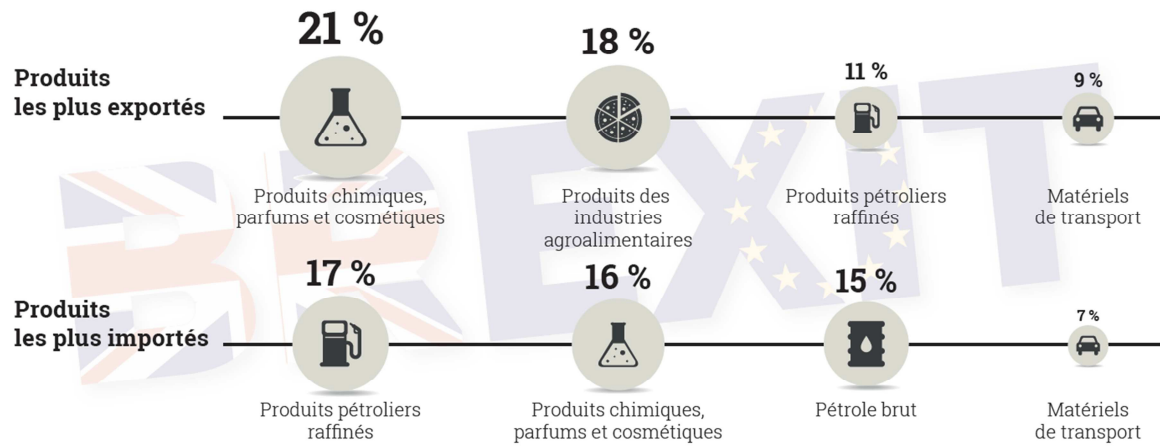 21 %
18 %
11 %
9 %
Produits
les plus exportés
Produits chimiques,
parfums et cosmétiques
Produits des
industries
agroalimentaires
Produits pétroliers
raffinés
Matériels
de transport
BREXIT
17 %
16 %
15 %
7 %
Produits
les plus importés
Produits pétroliers
raffinés
Produits chimiques,
parfums et cosmétiques
Pétrole brut
Matériels
de transport